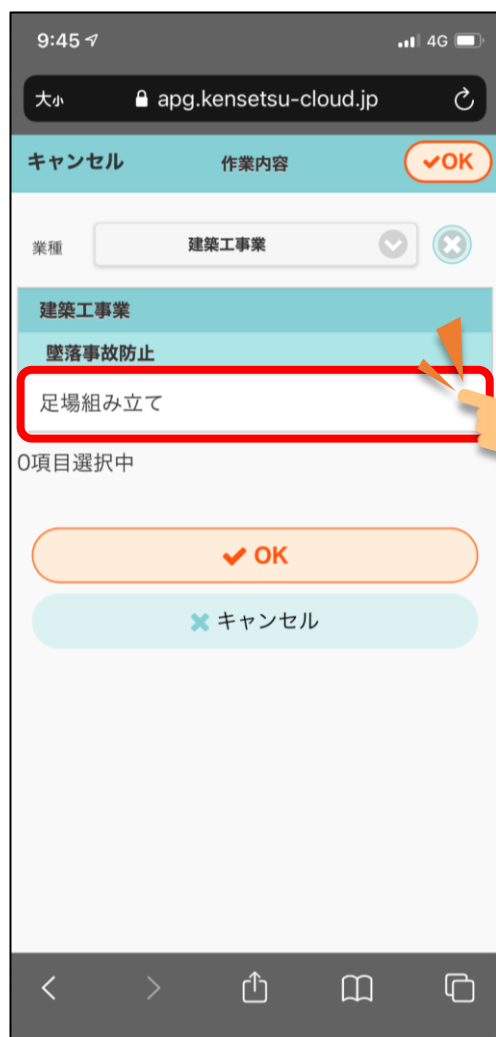 9:45 4G
大小 apg.kensetsu-cloud.jp
キャンセル 作業内容 OK
業種 建築工事業
建築工事業
墜落事故防止
足場組み立て
0項目選択中
OK
キャンセル